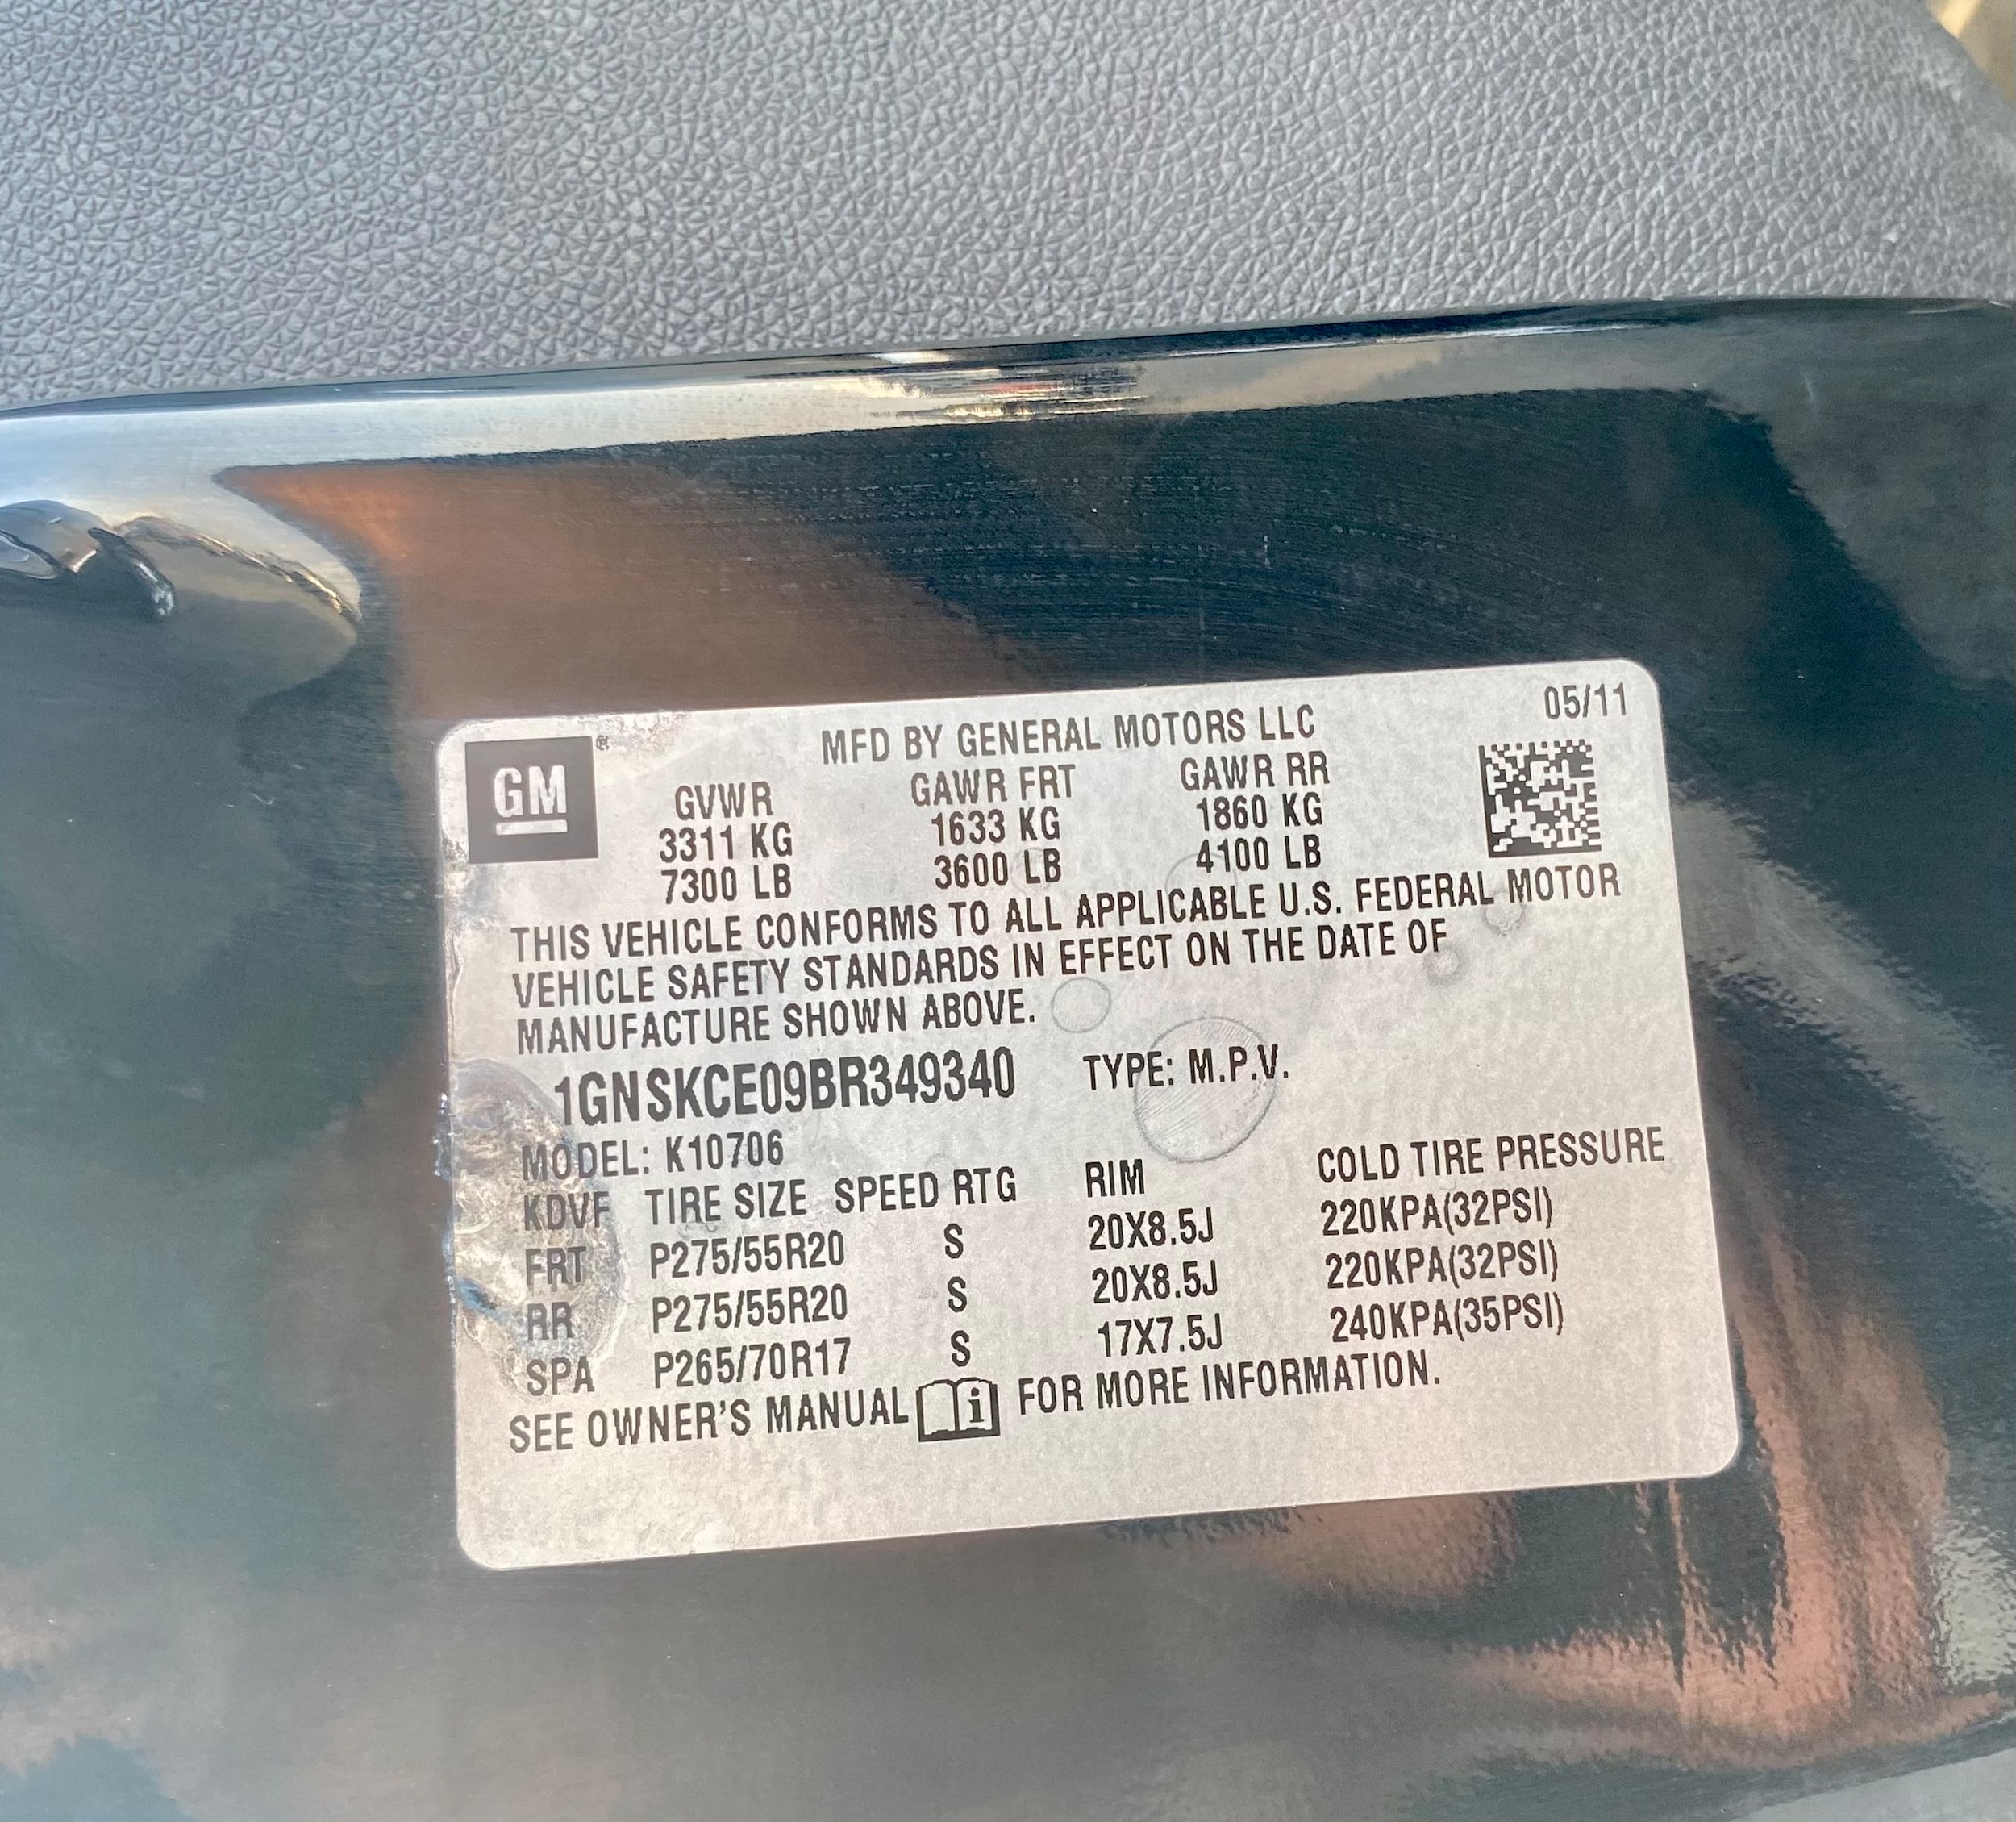 05/11
GM®
MFD BY GENERAL MOTORS LLC
GVWR GAWR FRT GAWR RR
3311 KG 1633 KG 1860 KG
7300 LB 3600 LB 4100 LB
THIS VEHICLE CONFORMS TO ALL APPLICABLE U.S. FEDERAL MOTOR
VEHICLE SAFETY STANDARDS IN EFFECT ON THE DATE OF
MANUFACTURE SHOWN ABOVE.
1GNSKCE09BR349340 TYPE: M.P.V.
MODEL: K10706
KDVF TIRE SIZE SPEED RTG RIM COLD TIRE PRESSURE
FRT P275/55R20 S 20X8.5J 220KPA(32PSI)
RR P275/55R20 S 20X8.5J 220KPA(32PSI)
SPA P265/70R17 S 17X7.5J 240KPA(35PSI)
SEE OWNER'S MANUAL i FOR MORE INFORMATION.